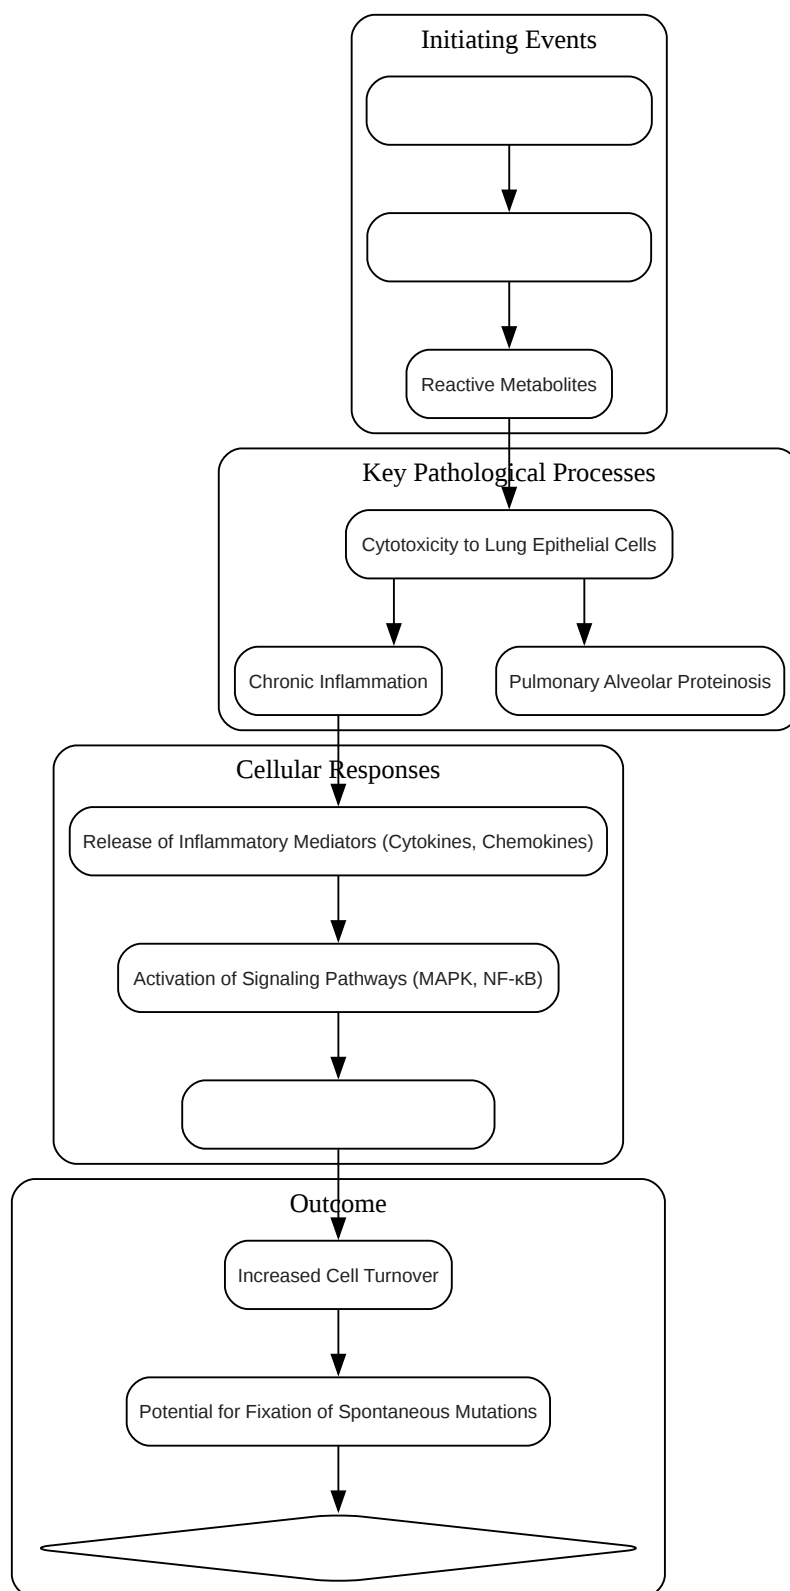 Initiating Events
Reactive Metabolites
Key Pathological Processes
Cytotoxicity to Lung Epithelial Cells
Chronic Inflammation
Pulmonary Alveolar Proteinosis
Cellular Responses
Release of Inflammatory Mediators (Cytokines, Chemokines)
Activation of Signaling Pathways (MAPK, NF-κB)
Outcome
Increased Cell Turnover
Potential for Fixation of Spontaneous Mutations